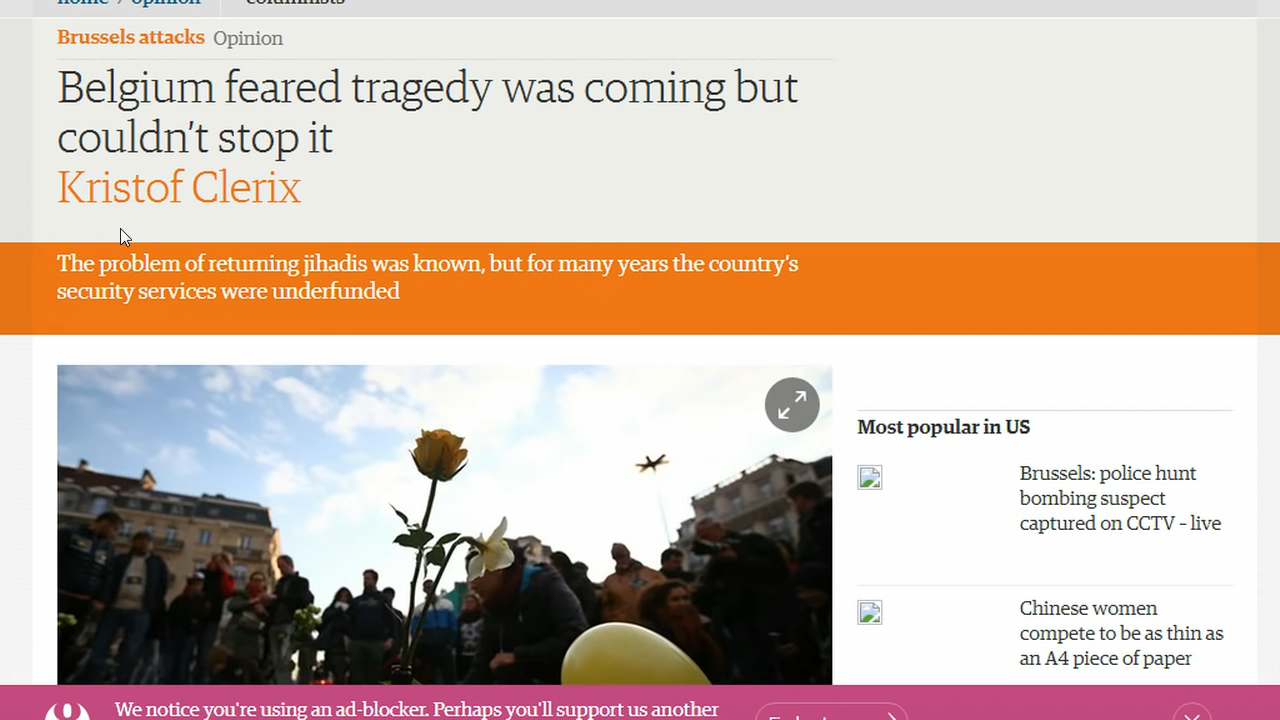 home / opinion columnists
Brussels attacks Opinion
Belgium feared tragedy was coming but
couldn't stop it
Kristof Clerix
The problem of returning jihadis was known, but for many years the country's
security services were underfunded
Most popular in US
Brussels: police hunt
bombing suspect
captured on CCTV – live
Chinese women
compete to be as thin as
an A4 piece of paper
We notice you're using an ad-blocker. Perhaps you'll support us another